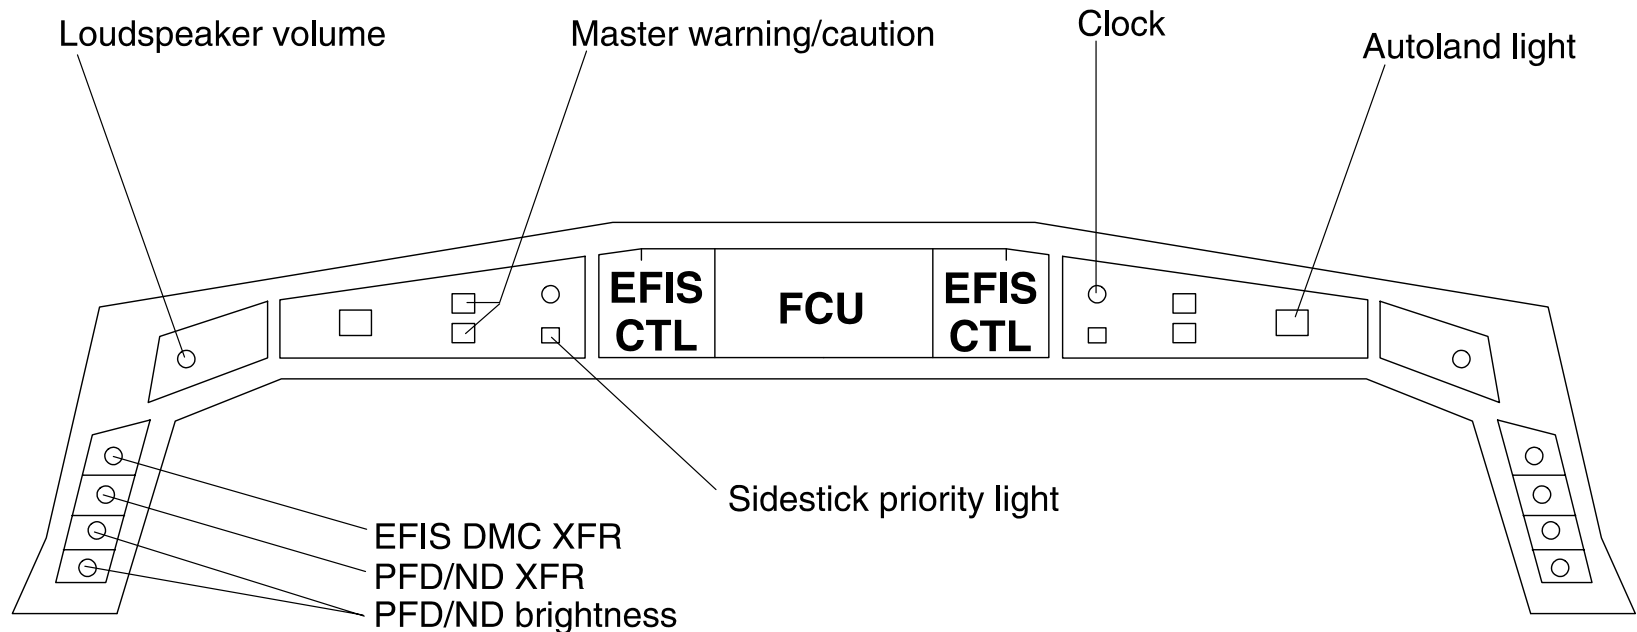 Loudspeaker volume
Master warning/caution
Clock
Autoland light
EFIS
CTL
FCU
EFIS
CTL
Sidestick priority light
EFIS DMC XFR
PFD/ND XFR
PFD/ND brightness